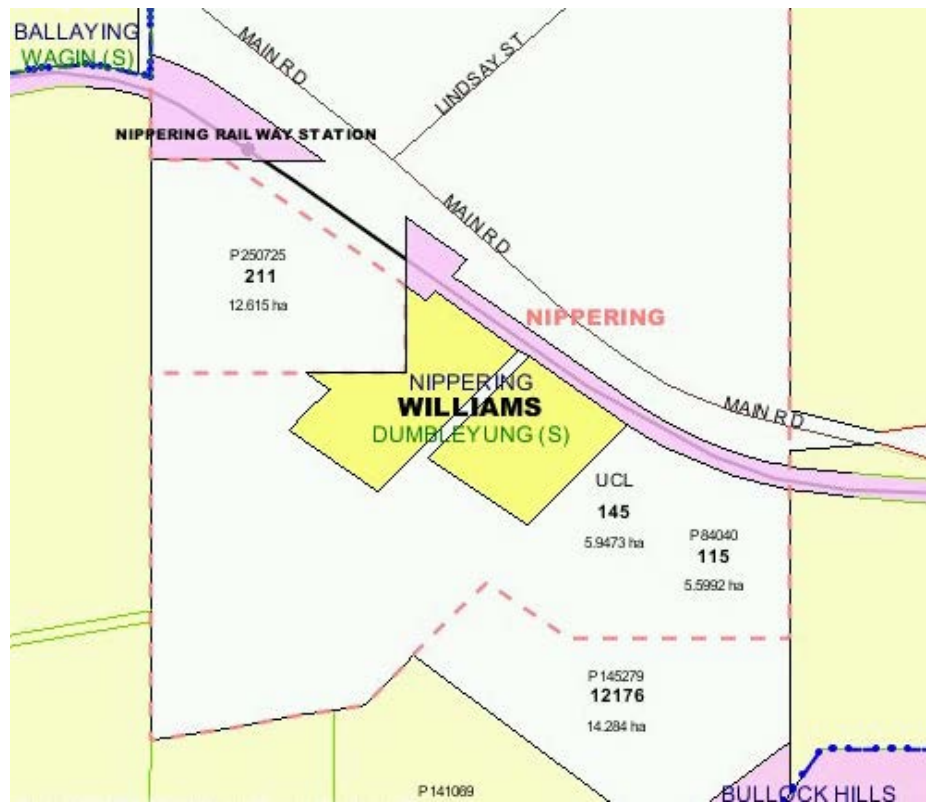 BALLAYING
WAGIN (S)
MAIN RD
LINDSAY ST
NIPPERING RAILWAY STATION
MAIN RD
P250725
211
12.615 ha
NIPPERING
NIPPERING
WILLIAMS
DUMBLEYUNG (S)
MAIN RD
UCL
145
5.9473 ha
P84040
115
5.5992 ha
P145279
12176
14.284 ha
P141069
BULLOCK HILLS